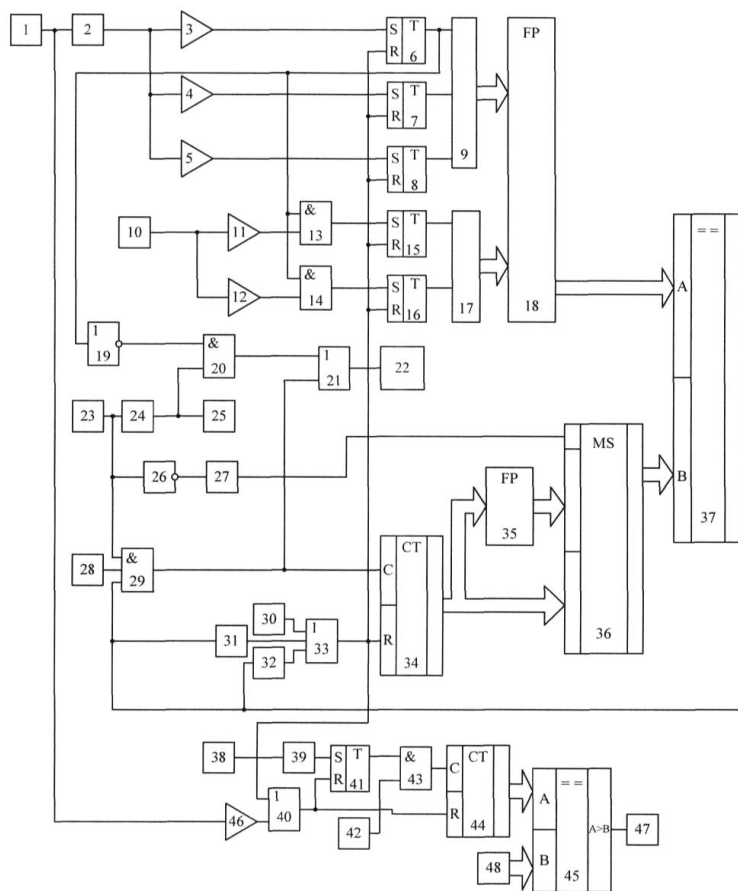 1
2
3
S
T
R
6
FP
4
S
T
R
7
9
5
S
T
R
8
10
11
&
13
S
T
R
15
12
&
14
S
T
R
16
17
18
==
A
B
37
1
19
&
20
1
21
22
23
24
25
26
27
MS
FP
35
36
28
&
29
C
CT
R
34
30
31
32
1
33
38
39
S
T
R
41
&
43
C
CT
R
44
46
1
40
42
==
A
B
A>B
45
47
48